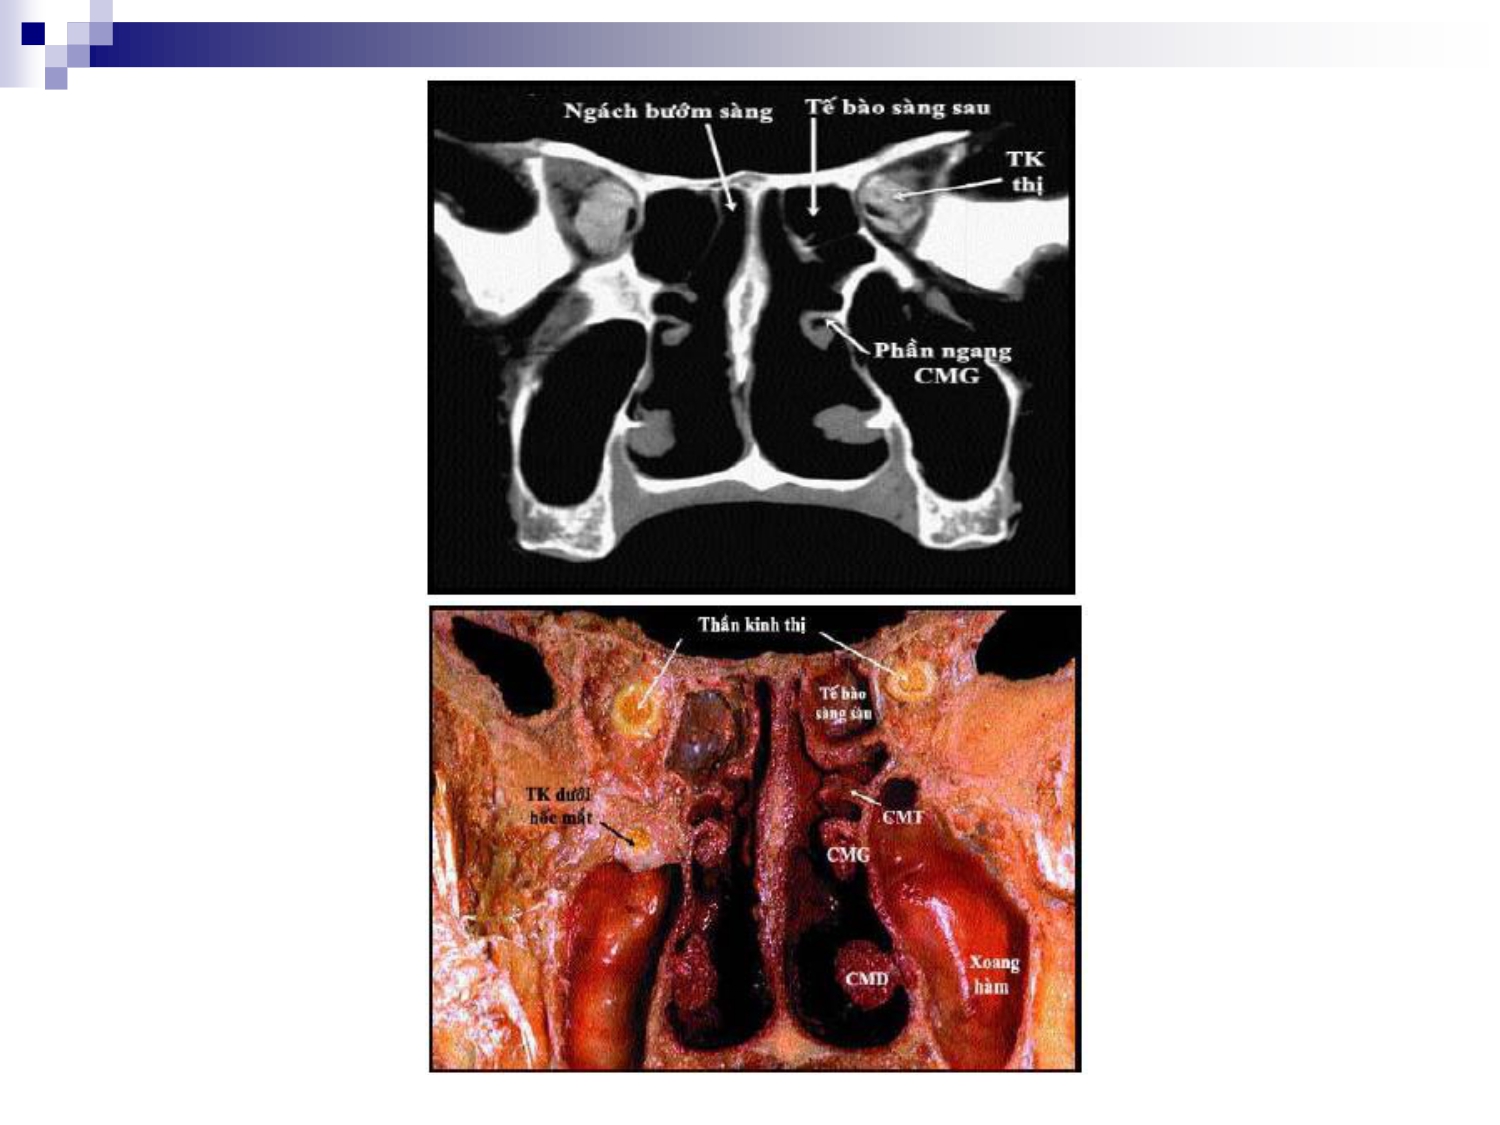 Ngách bướm sàng
Tế bào sàng sau
TK
thị
Phần ngang
CMG
Thần kinh thị
Tế bào
sàng sau
TK dưới
hốc mắt
CMT
CMG
CMD
Xoang
hàm